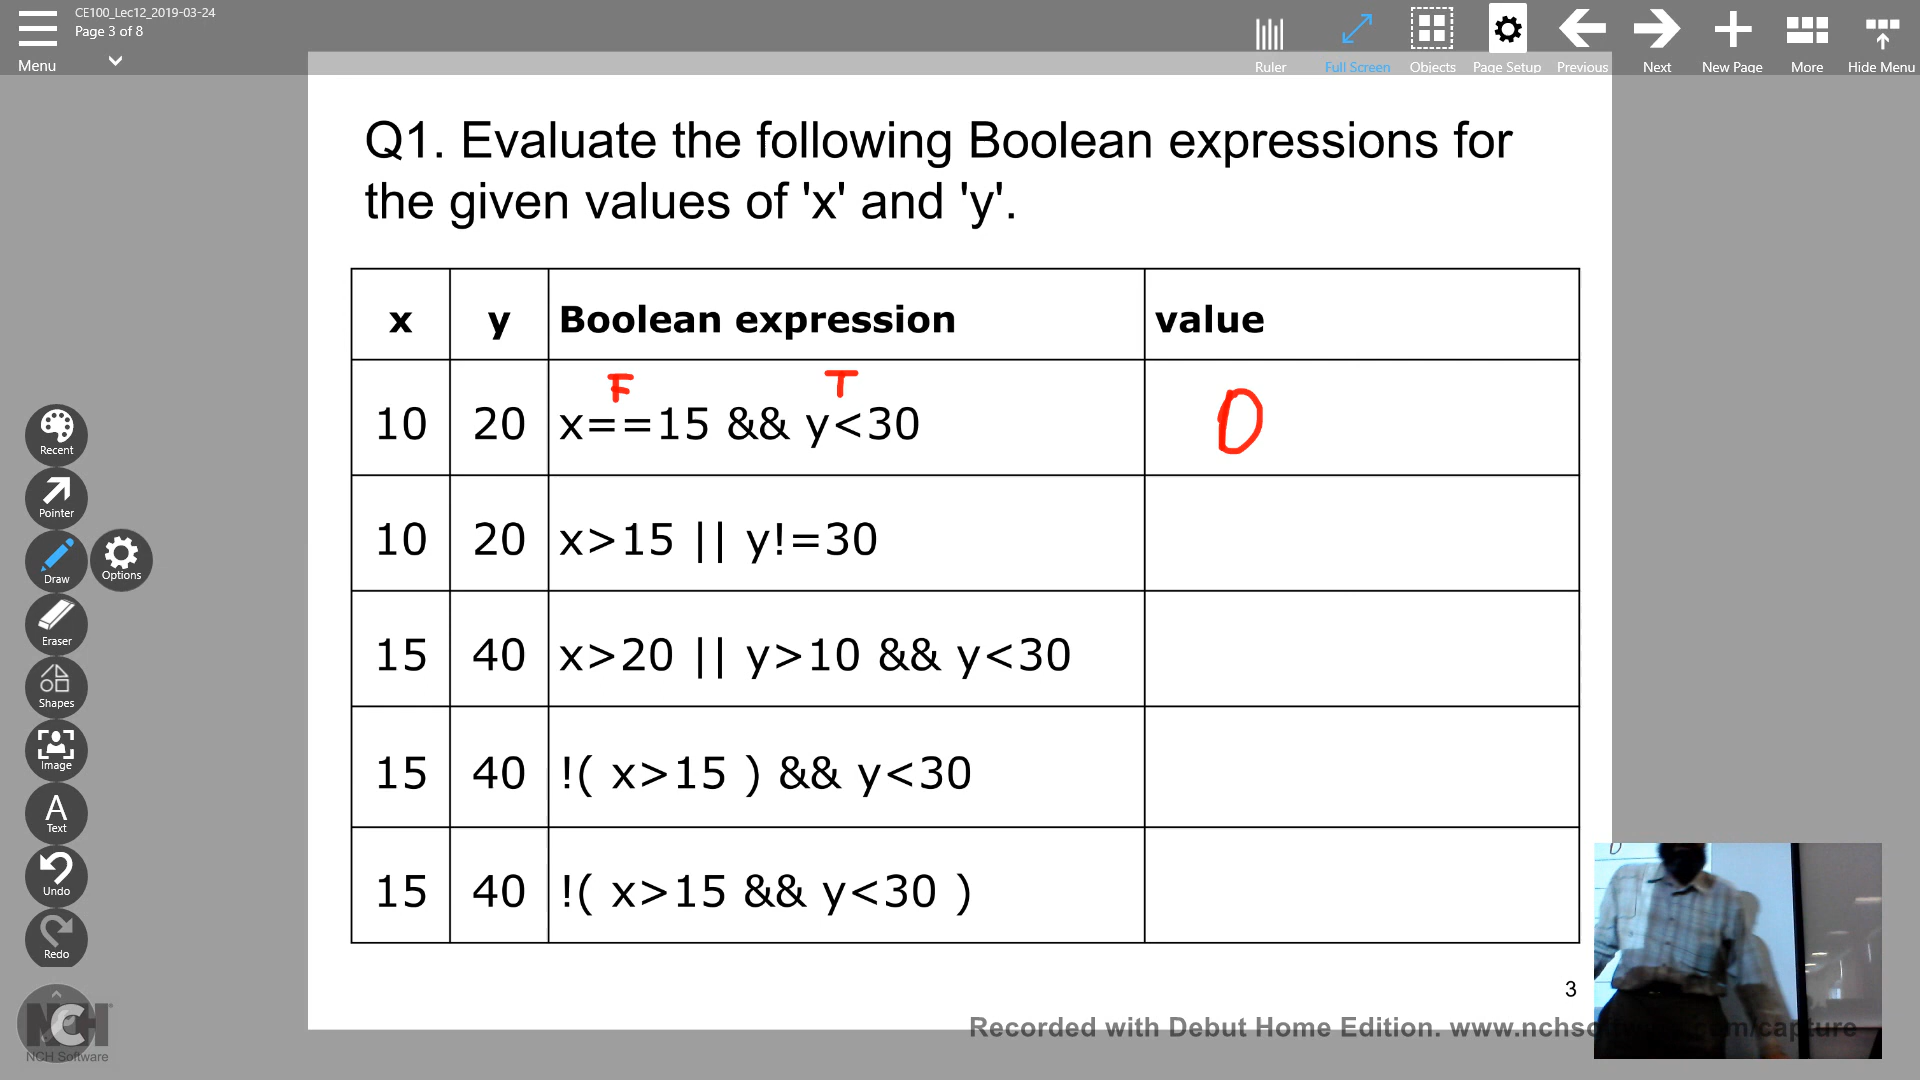 CE100_Lec12_2019-03-24
Page 3 of 8
Menu
Ruler
Full Screen
Objects
Page Setup
Previous
Next
New Page
More
Hide Menu
Q1. Evaluate the following Boolean expressions for
the given values of 'x' and 'y'.
x y Boolean expression value
F T
10 20 x==15 && y<30 0
10 20 x>15 || y!=30
15 40 x>20 || y>10 && y<30
15 40 !( x>15 ) && y<30
15 40 !( x>15 && y<30 )
Recent
Pointer
Draw
Options
Eraser
Shapes
Image
A
Text
Undo
Redo
NCH
NCH Software
3
Recorded with Debut Home Edition. www.nchsoftware.com/capture